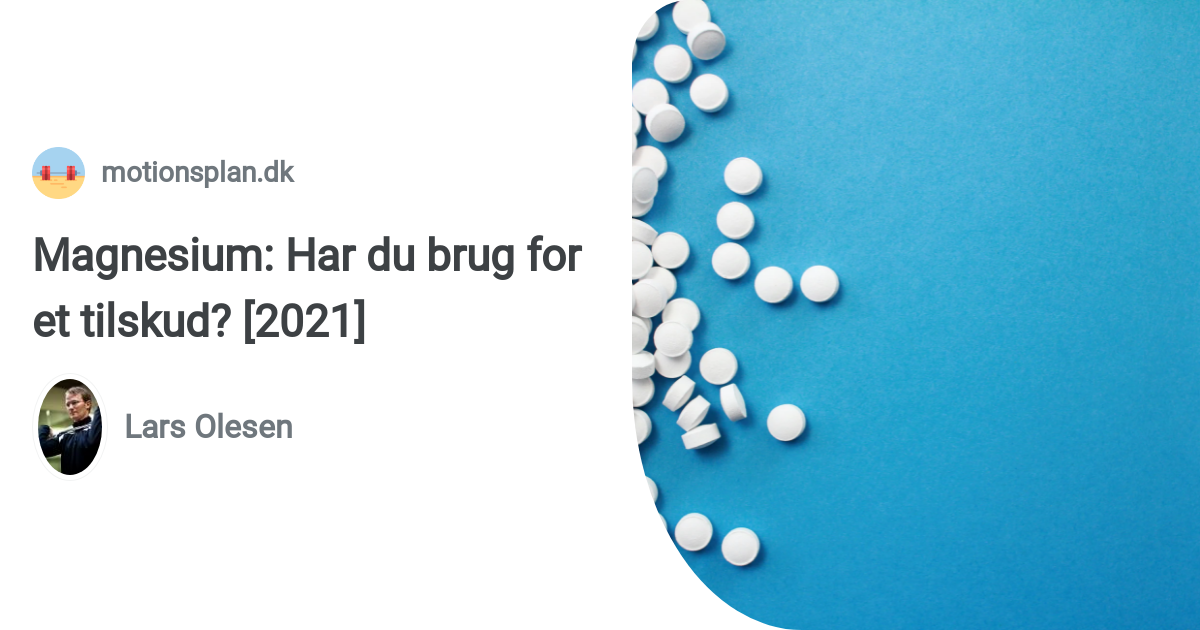 motionsplan.dk
Magnesium: Har du brug for
et tilskud? [2021]
Lars Olesen